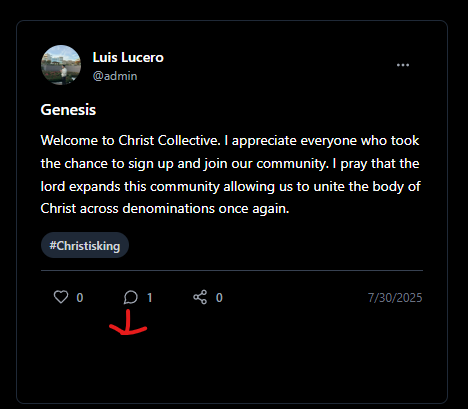 Luis Lucero
@admin
Genesis
Welcome to Christ Collective. I appreciate everyone who took
the chance to sign up and join our community. I pray that the
lord expands this community allowing us to unite the body of
Christ across denominations once again.
#Christisking
0 1 0 7/30/2025